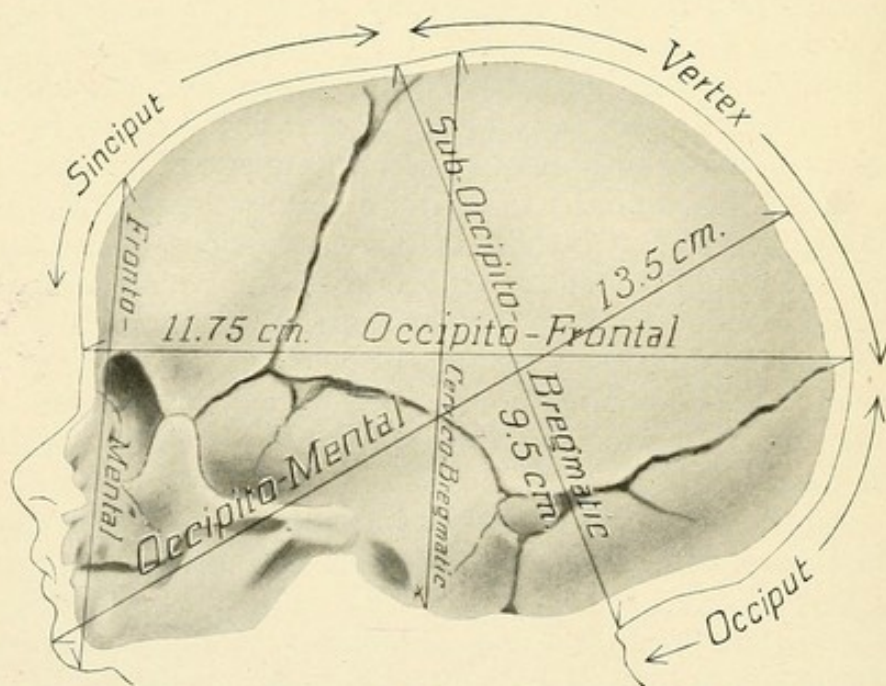 Sinciput
Vertex
Fronto-Mental
Sub-Occipito-Bregmatic
9.5 cm.
13.5 cm.
11.75 cm.
Occipito-Frontal
Cervico-Bregmatic
Occipito-Mental
Occiput